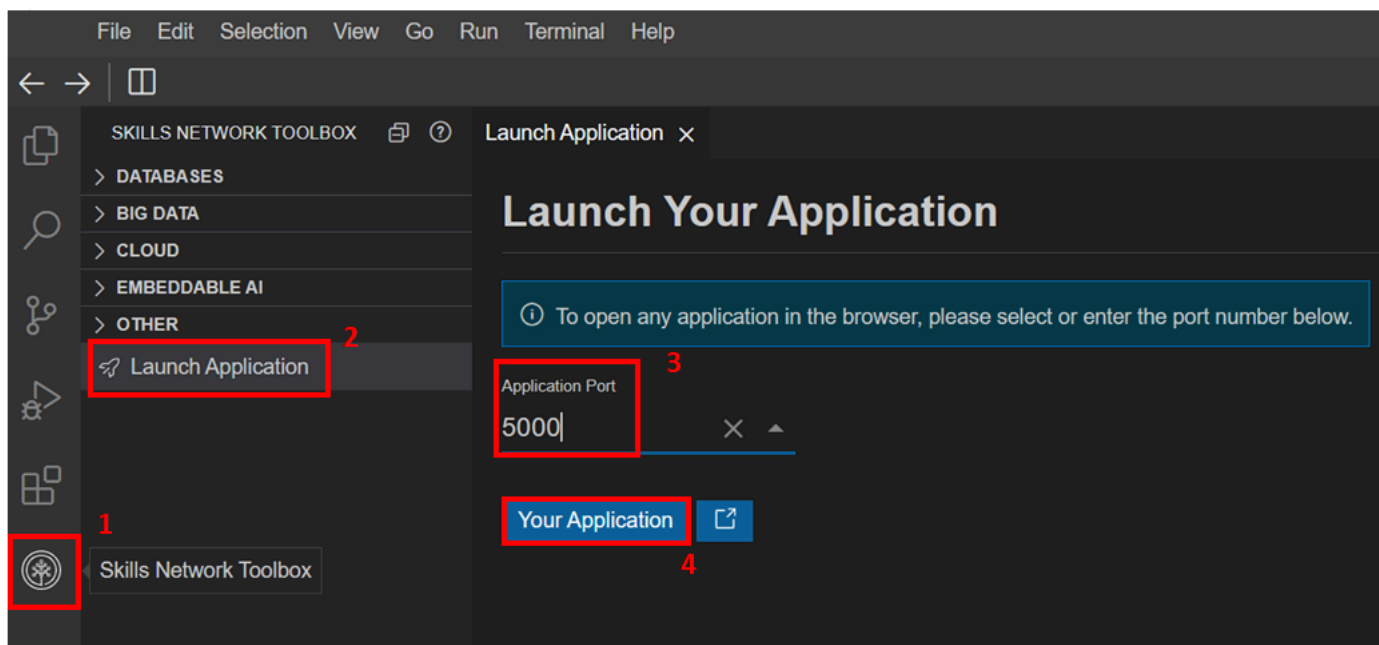 File Edit Selection View Go Run Terminal Help
SKILLS NETWORK TOOLBOX
Launch Application
DATABASES
BIG DATA
CLOUD
EMBEDDABLE AI
OTHER
2
Launch Application
Launch Your Application
To open any application in the browser, please select or enter the port number below.
3
Application Port
5000
Your Application
4
1
Skills Network Toolbox